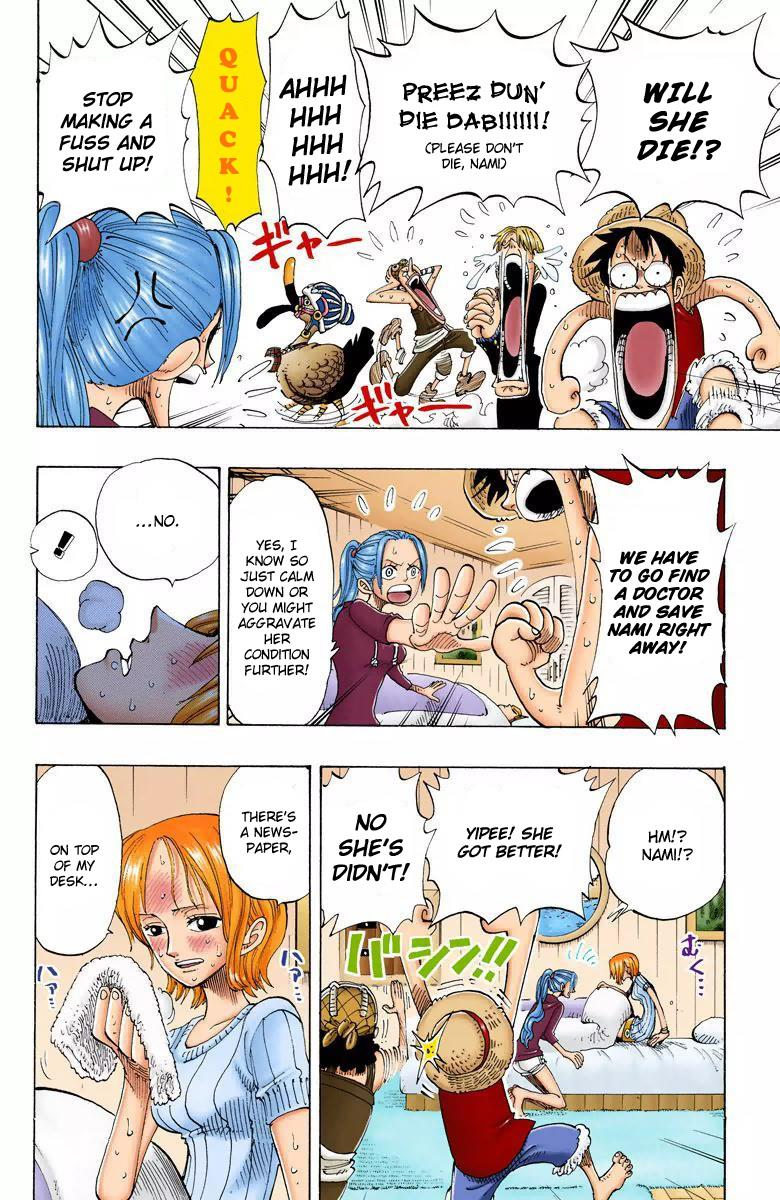 WILL
SHE
DIE!?
PREEZ DUN'
DIE DABIIIIII!
(PLEASE DON'T
DIE, NAMI)
AHHH
HHH
HHH
HHH!
QUACK!
STOP
MAKING A
FUSS AND
SHUT UP!
ギャー
ギャー
WE HAVE
TO GO FIND
A DOCTOR
AND SAVE
NAMI RIGHT
AWAY!
YES, I
KNOW SO
JUST CALM
DOWN OR
YOU MIGHT
AGGRAVATE
HER
CONDITION
FURTHER!
...NO.
!
HM!?
NAMI!?
YIPEE! SHE
GOT BETTER!
NO
SHE'S
DIDN'T!
むく...
バシン!!
THERE'S
A NEWS-
PAPER,
ON TOP
OF MY
DESK...
ハァ...
ハァ...